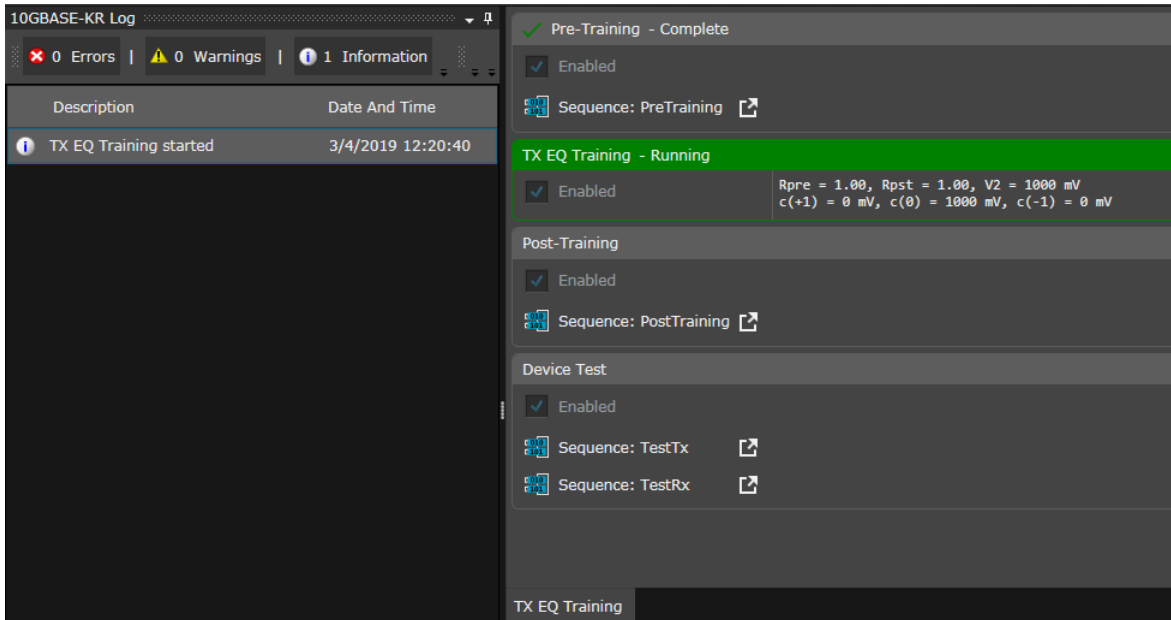 10GBASE-KR Log
0 Errors | 0 Warnings | 1 Information
Description Date And Time
TX EQ Training started 3/4/2019 12:20:40
Pre-Training - Complete
Enabled
Sequence: PreTraining
TX EQ Training - Running
Enabled
Rpre = 1.00, Rpst = 1.00, V2 = 1000 mV
c(+1) = 0 mV, c(0) = 1000 mV, c(-1) = 0 mV
Post-Training
Enabled
Sequence: PostTraining
Device Test
Enabled
Sequence: TestTx
Sequence: TestRx
TX EQ Training